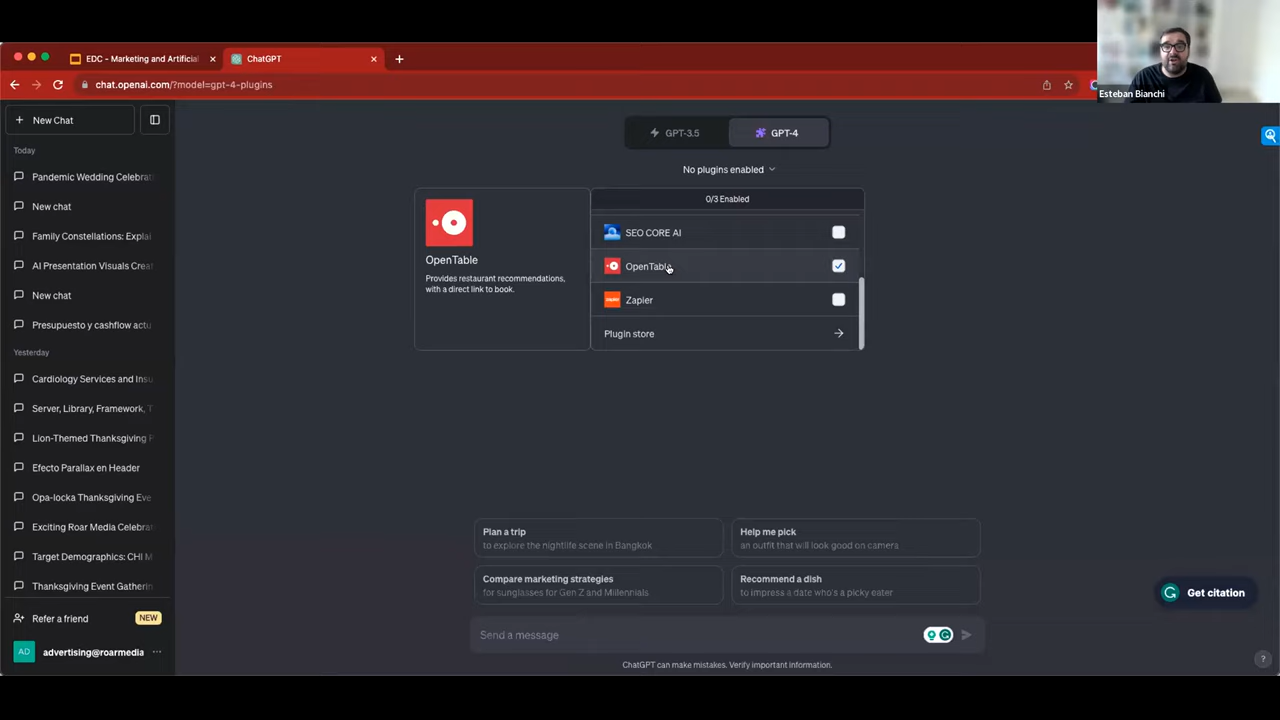 EDC - Marketing and Artificial
ChatGPT
chat.openai.com/?model=gpt-4-plugins
Esteban Bianchi
New Chat
Today
Pandemic Wedding Celebrat
New chat
Family Constellations: Explai
AI Presentation Visuals Creat
New chat
Presupuesto y cashflow actu
Yesterday
Cardiology Services and Insu
Server, Library, Framework, T
Lion-Themed Thanksgiving P
Efecto Parallax en Header
Opa-locka Thanksgiving Eve
Exciting Roar Media Celebrat
Target Demographics: CHI M
Thanksgiving Event Gatherin
Refer a friend
NEW
AD
advertising@roarmedia
GPT-3.5
GPT-4
No plugins enabled
0/3 Enabled
OpenTable
Provides restaurant recommendations,
with a direct link to book.
SEO CORE AI
OpenTable
Zapier
Plugin store
Plan a trip
to explore the nightlife scene in Bangkok
Help me pick
an outfit that will look good on camera
Compare marketing strategies
for sunglasses for Gen Z and Millennials
Recommend a dish
to impress a date who's a picky eater
Get citation
Send a message
ChatGPT can make mistakes. Verify important information.